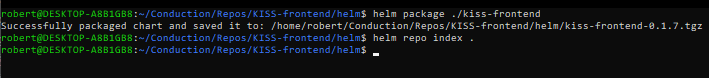 robert@DESKTOP-A8B1GB8:~/Conduction/Repos/KISS-frontend/helm$ helm package ./kiss-frontend
Successfully packaged chart and saved it to: /home/robert/Conduction/Repos/KISS-frontend/helm/kiss-frontend-0.1.7.tgz
robert@DESKTOP-A8B1GB8:~/Conduction/Repos/KISS-frontend/helm$ helm repo index .
robert@DESKTOP-A8B1GB8:~/Conduction/Repos/KISS-frontend/helm$